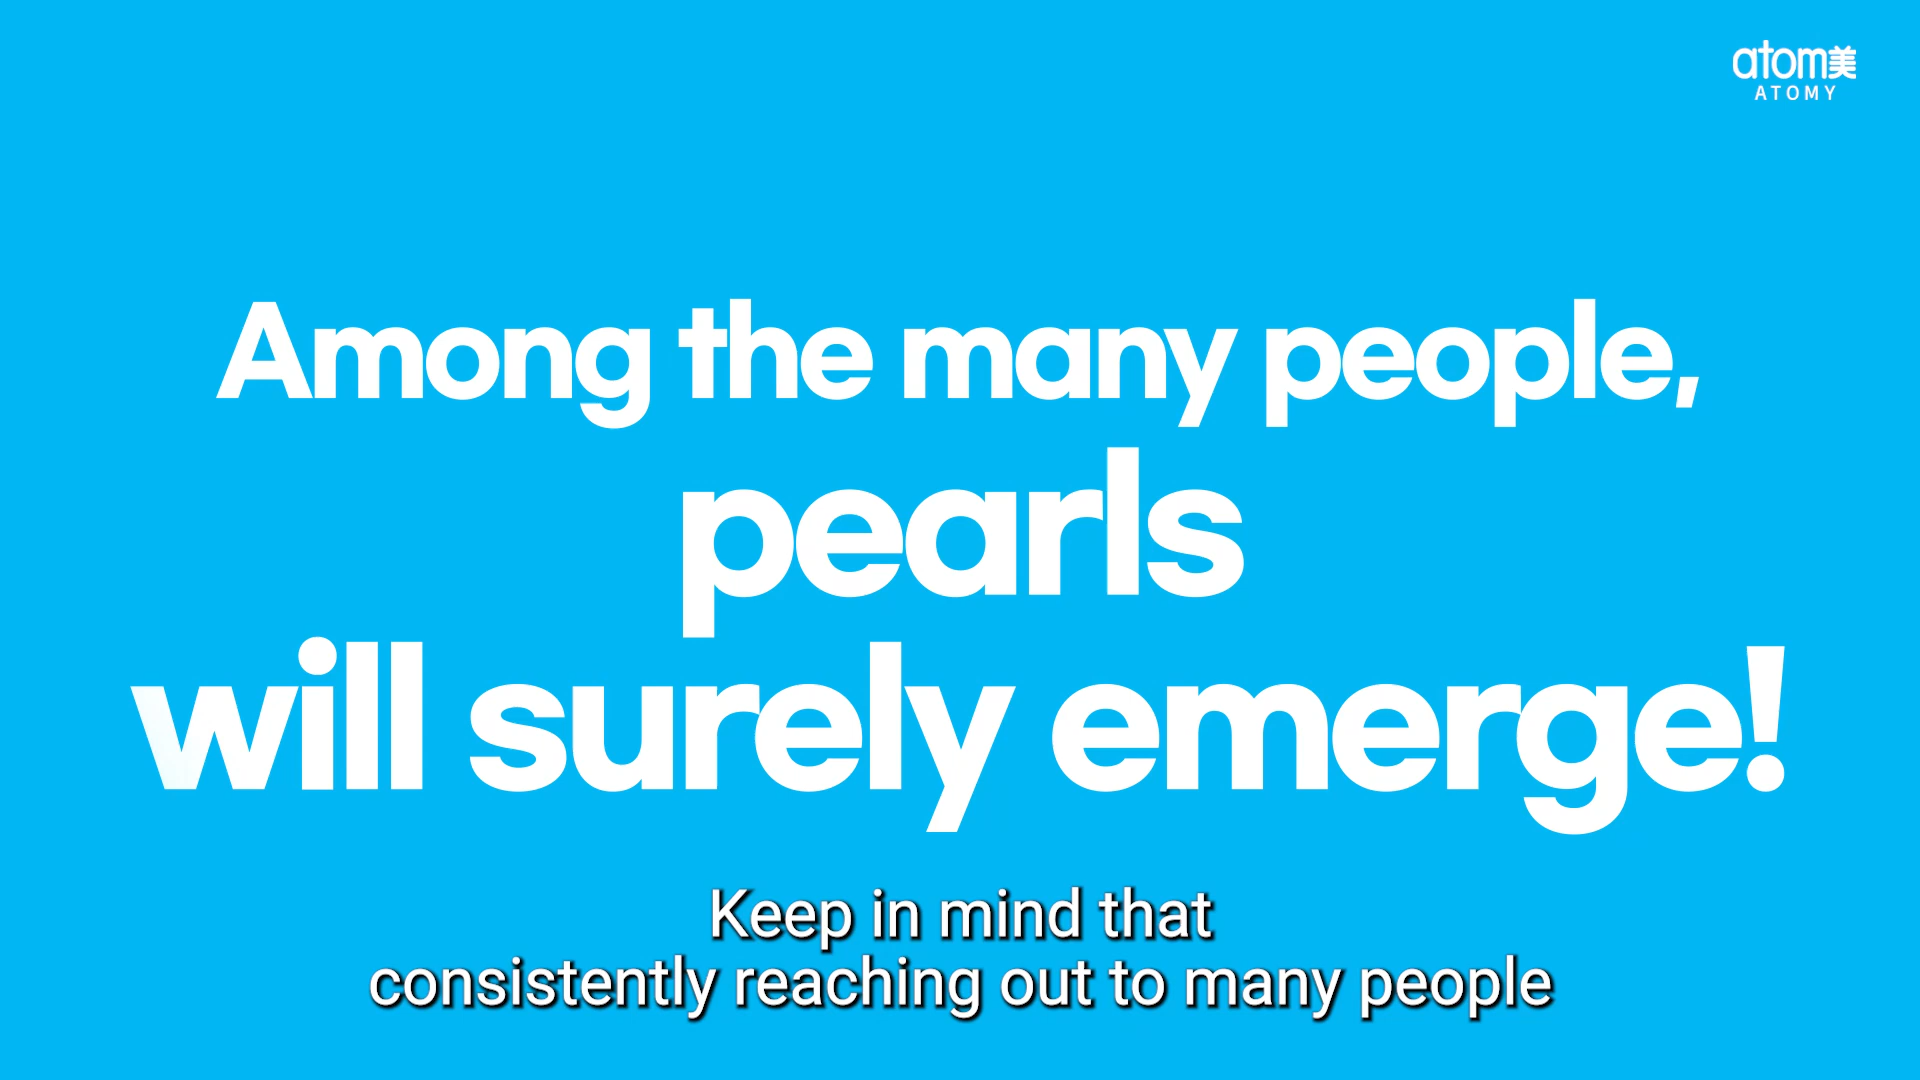 atom美
ATOMY
Among the many people,
pearls
will surely emerge!
Keep in mind that
consistently reaching out to many people